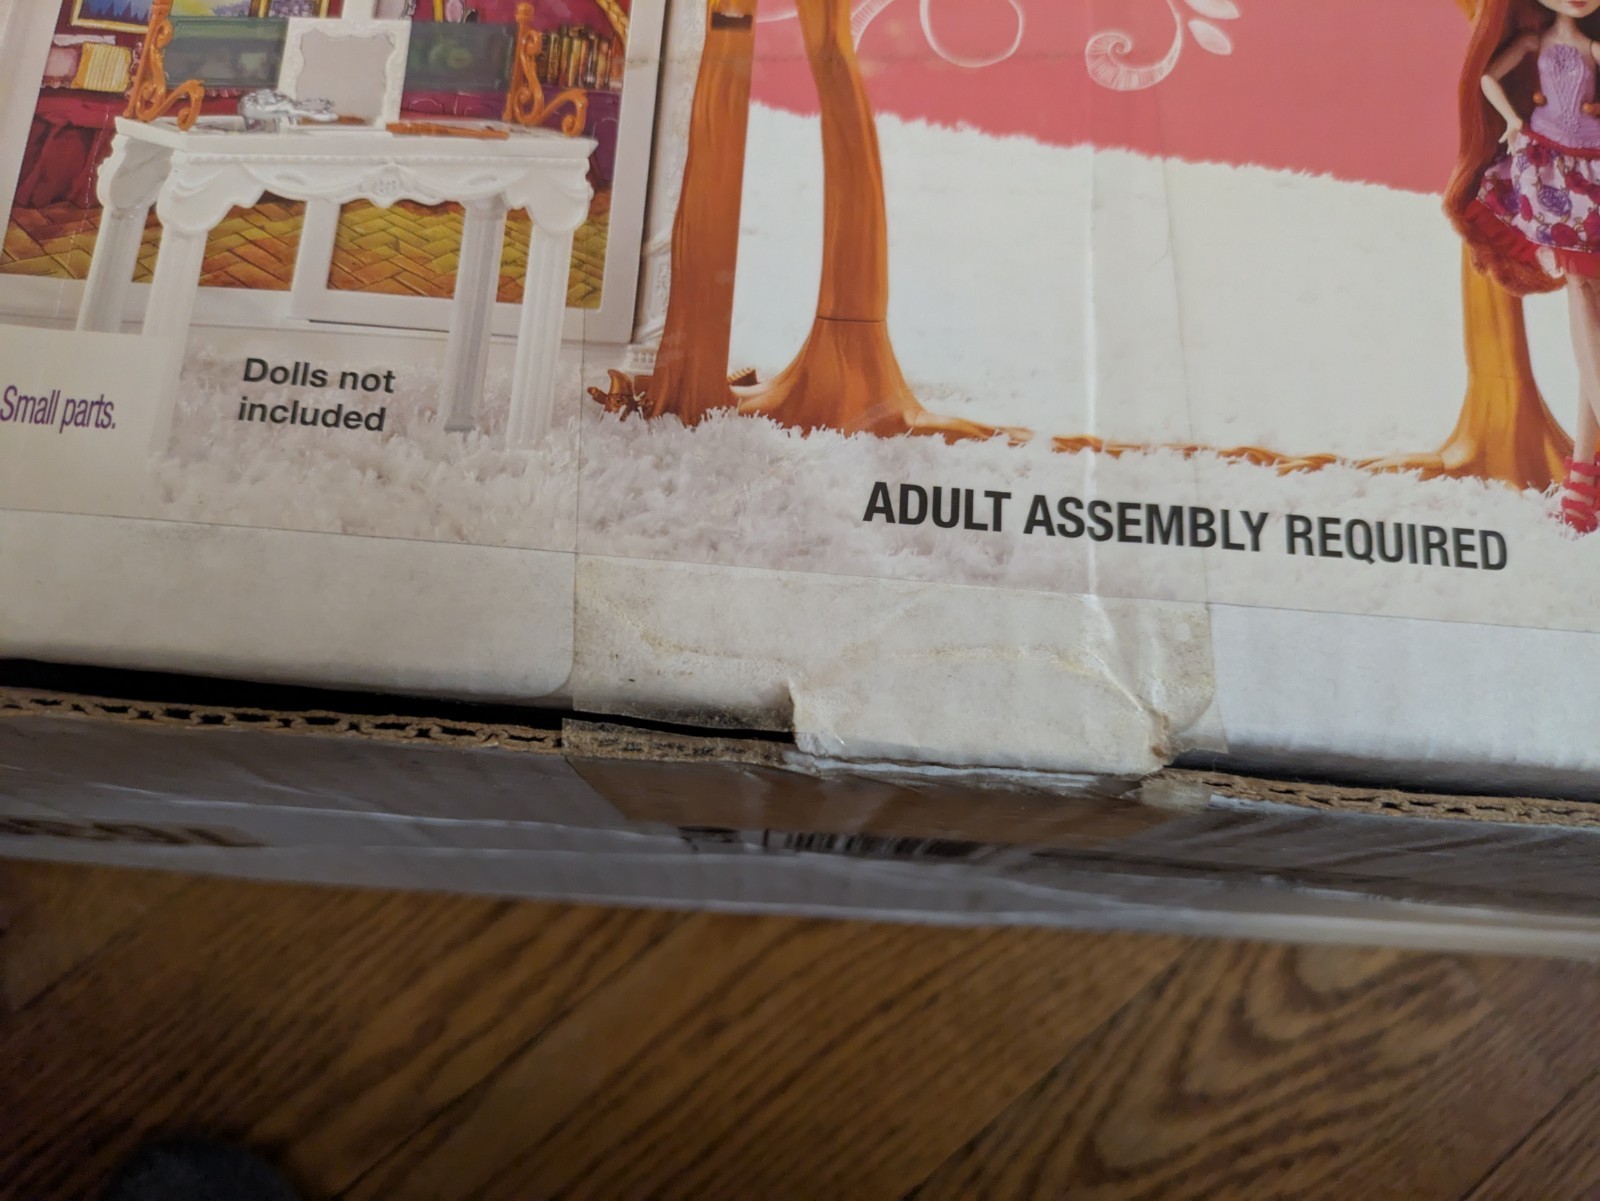 Small parts.
Dolls not
included
ADULT ASSEMBLY REQUIRED